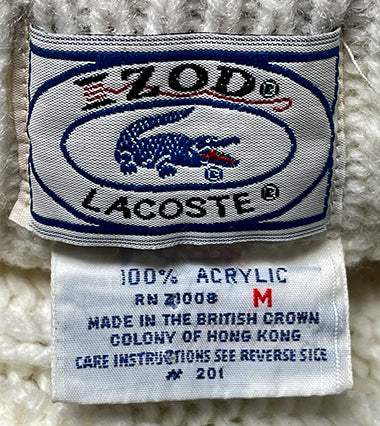 IZOD®
LACOSTE®
100% ACRYLIC
RN 21008 M
MADE IN THE BRITISH CROWN
COLONY OF HONG KONG
CARE INSTRUCTIONS SEE REVERSE SICE
# 201